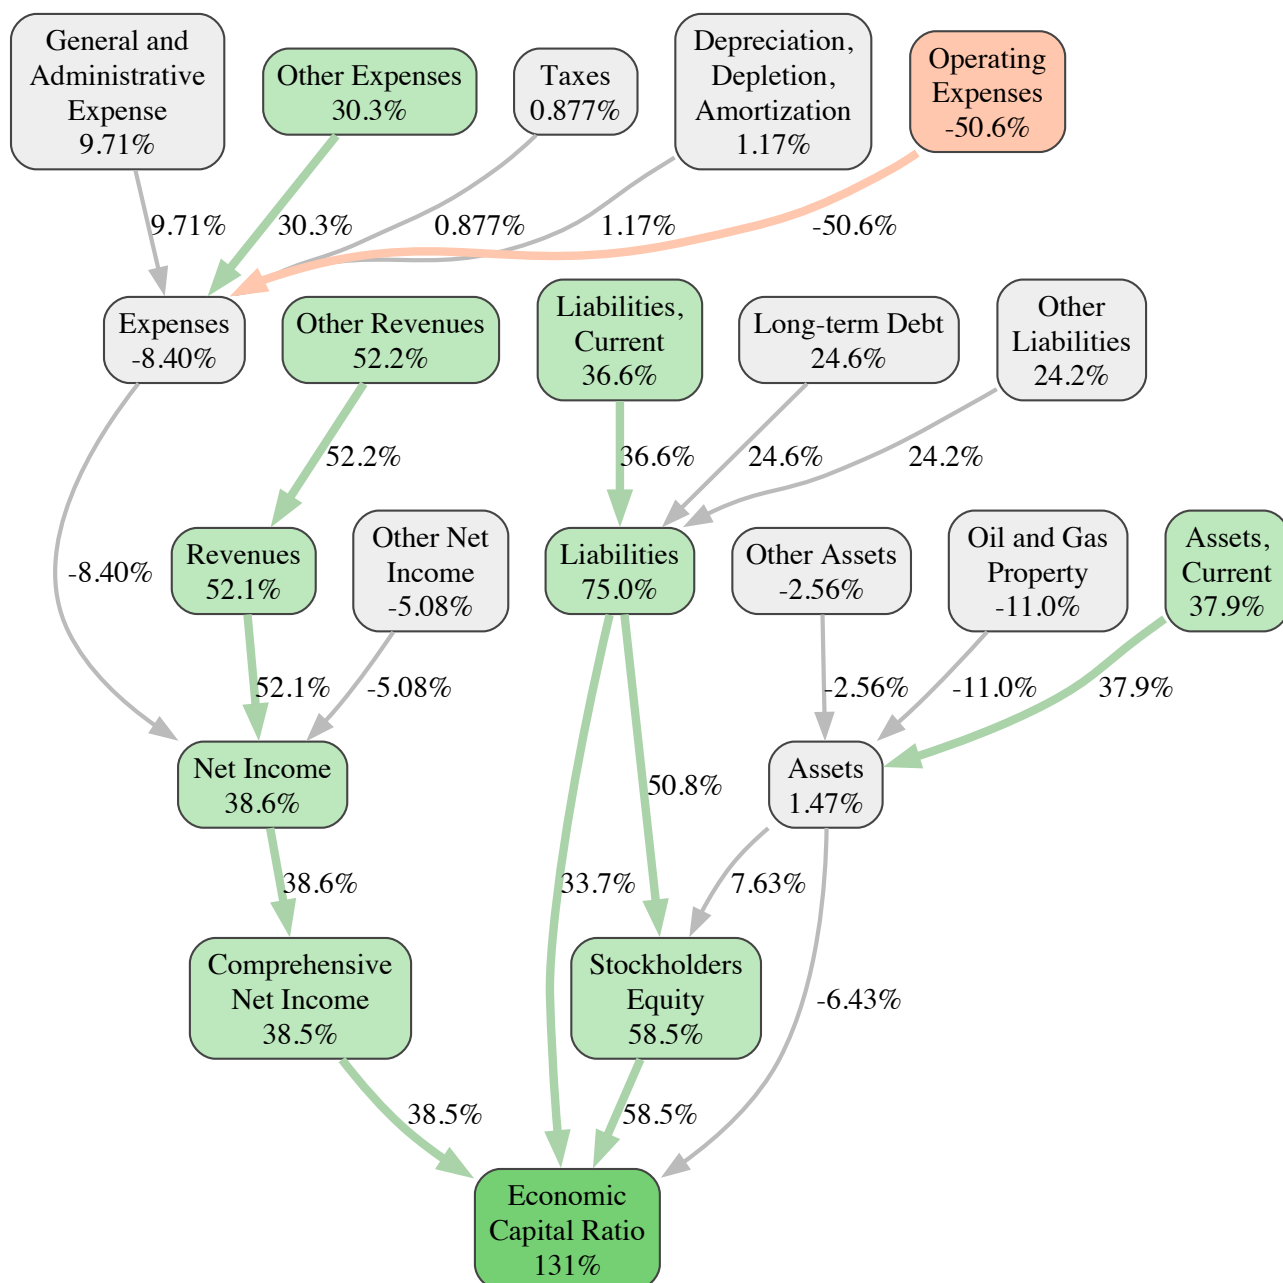 General and
Administrative
Expense
9.71%
Other Expenses
30.3%
Taxes
0.877%
Depreciation,
Depletion,
Amortization
1.17%
Operating
Expenses
-50.6%
9.71%
30.3%
0.877%
1.17%
-50.6%
Expenses
-8.40%
Other Revenues
52.2%
Liabilities,
Current
36.6%
Long-term Debt
24.6%
Other
Liabilities
24.2%
52.2%
36.6%
24.6%
24.2%
-8.40%
Revenues
52.1%
Other Net
Income
-5.08%
Liabilities
75.0%
Other Assets
-2.56%
Oil and Gas
Property
-11.0%
Assets,
Current
37.9%
52.1%
-5.08%
-2.56%
-11.0%
37.9%
Net Income
38.6%
50.8%
Assets
1.47%
38.6%
33.7%
7.63%
Comprehensive
Net Income
38.5%
Stockholders
Equity
58.5%
-6.43%
38.5%
58.5%
Economic
Capital Ratio
131%